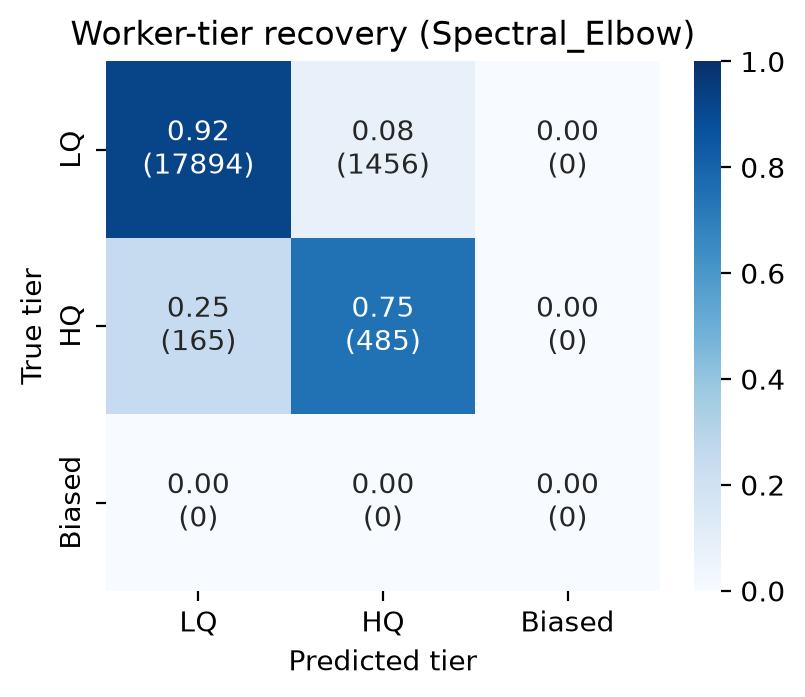 Worker-tier recovery (Spectral_Elbow)
True tier
LQ
0.92
(17894)
0.08
(1456)
0.00
(0)
HQ
0.25
(165)
0.75
(485)
0.00
(0)
Biased
0.00
(0)
0.00
(0)
0.00
(0)
LQ
HQ
Biased
Predicted tier
1.0
0.8
0.6
0.4
0.2
0.0